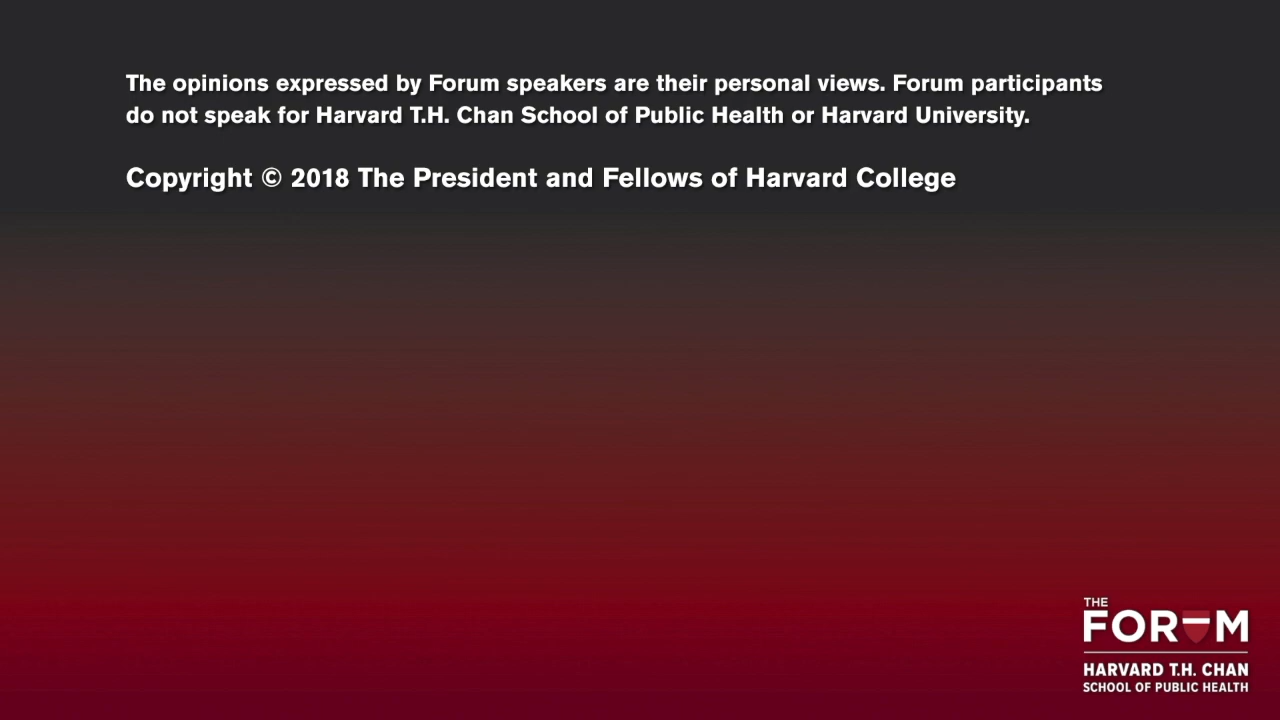 The opinions expressed by Forum speakers are their personal views. Forum participants
do not speak for Harvard T.H. Chan School of Public Health or Harvard University.
Copyright © 2018 The President and Fellows of Harvard College
THE
FORUM
HARVARD T.H. CHAN
SCHOOL OF PUBLIC HEALTH